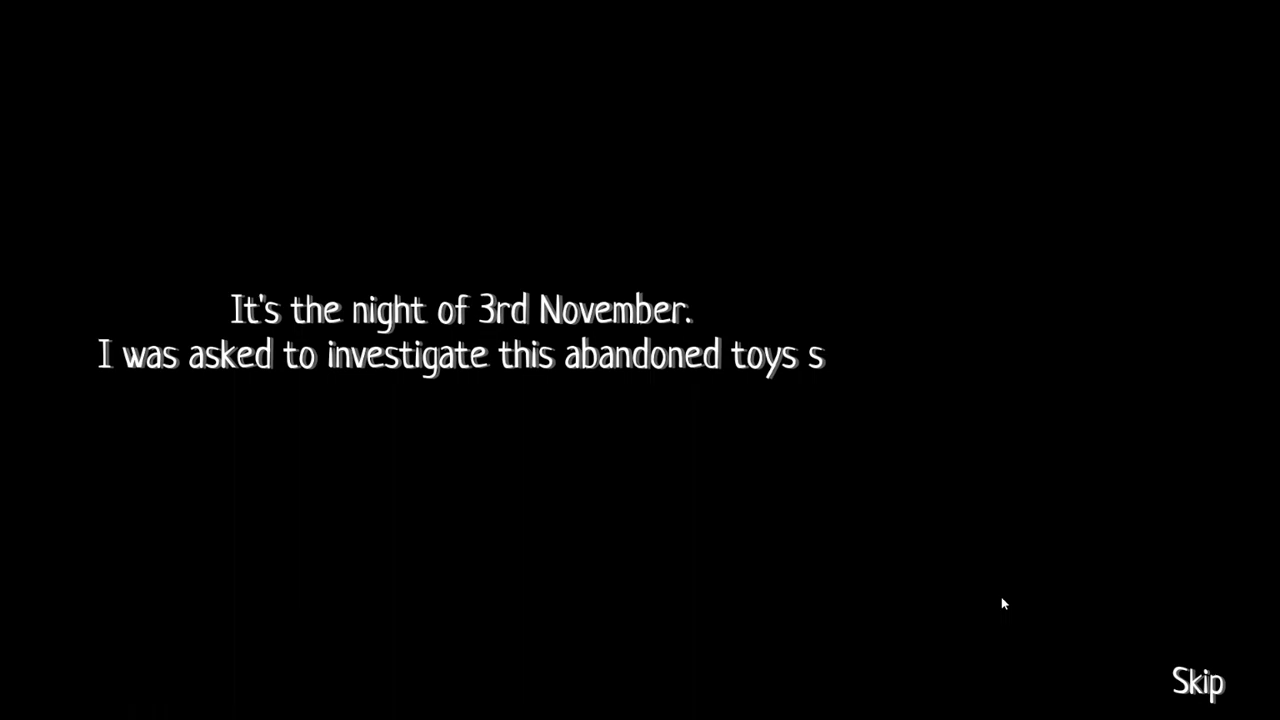 It's the night of 3rd November.
I was asked to investigate this abandoned toys s
Skip